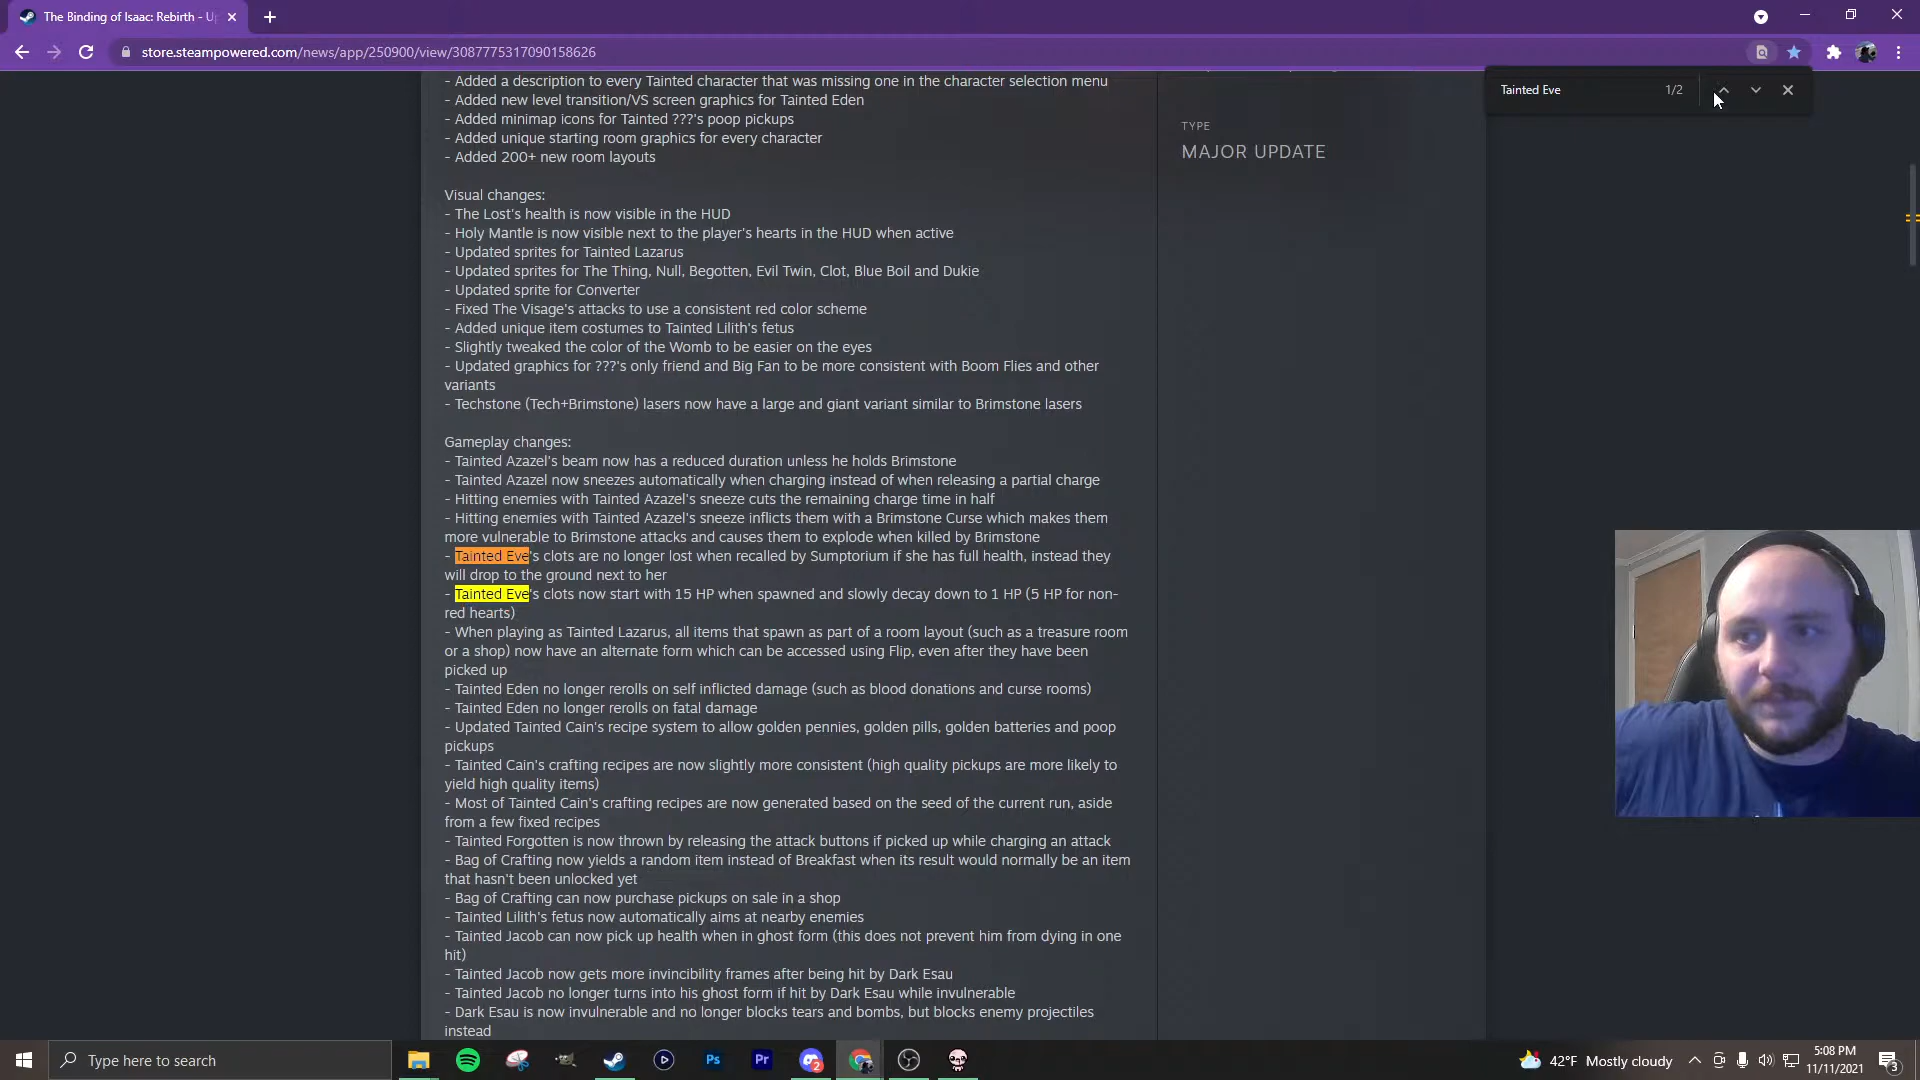 The Binding of Isaac: Rebirth - Up
store.steampowered.com/news/app/250900/view/3087775317090158626
Tainted Eve 1/2
- Added a description to every Tainted character that was missing one in the character selection menu
- Added new level transition/VS screen graphics for Tainted Eden
- Added minimap icons for Tainted ???'s poop pickups
- Added unique starting room graphics for every character
- Added 200+ new room layouts
TYPE
MAJOR UPDATE
Visual changes:
- The Lost's health is now visible in the HUD
- Holy Mantle is now visible next to the player's hearts in the HUD when active
- Updated sprites for Tainted Lazarus
- Updated sprites for The Thing, Null, Begotten, Evil Twin, Clot, Blue Boil and Dukie
- Updated sprite for Converter
- Fixed The Visage's attacks to use a consistent red color scheme
- Added unique item costumes to Tainted Lilith's fetus
- Slightly tweaked the color of the Womb to be easier on the eyes
- Updated graphics for ???'s only friend and Big Fan to be more consistent with Boom Flies and other
variants
- Techstone (Tech+Brimstone) lasers now have a large and giant variant similar to Brimstone lasers
Gameplay changes:
- Tainted Azazel's beam now has a reduced duration unless he holds Brimstone
- Tainted Azazel now sneezes automatically when charging instead of when releasing a partial charge
- Hitting enemies with Tainted Azazel's sneeze cuts the remaining charge time in half
- Hitting enemies with Tainted Azazel's sneeze inflicts them with a Brimstone Curse which makes them
more vulnerable to Brimstone attacks and causes them to explode when killed by Brimstone
- Tainted Eve's clots are no longer lost when recalled by Sumptorium if she has full health, instead they
will drop to the ground next to her
- Tainted Eve's clots now start with 15 HP when spawned and slowly decay down to 1 HP (5 HP for non-
red hearts)
- When playing as Tainted Lazarus, all items that spawn as part of a room layout (such as a treasure room
or a shop) now have an alternate form which can be accessed using Flip, even after they have been
picked up
- Tainted Eden no longer rerolls on self inflicted damage (such as blood donations and curse rooms)
- Tainted Eden no longer rerolls on fatal damage
- Updated Tainted Cain's recipe system to allow golden pennies, golden pills, golden batteries and poop
pickups
- Tainted Cain's crafting recipes are now slightly more consistent (high quality pickups are more likely to
yield high quality items)
- Most of Tainted Cain's crafting recipes are now generated based on the seed of the current run, aside
from a few fixed recipes
- Tainted Forgotten is now thrown by releasing the attack buttons if picked up while charging an attack
- Bag of Crafting now yields a random item instead of Breakfast when its result would normally be an item
that hasn't been unlocked yet
- Bag of Crafting can now purchase pickups on sale in a shop
- Tainted Lilith's fetus now automatically aims at nearby enemies
- Tainted Jacob can now pick up health when in ghost form (this does not prevent him from dying in one
hit)
- Tainted Jacob now gets more invincibility frames after being hit by Dark Esau
- Tainted Jacob no longer turns into his ghost form if hit by Dark Esau while invulnerable
- Dark Esau is now invulnerable and no longer blocks tears and bombs, but blocks enemy projectiles
instead
Type here to search
Ps
Pr
2
42°F Mostly cloudy
5:08 PM
11/11/2021
3